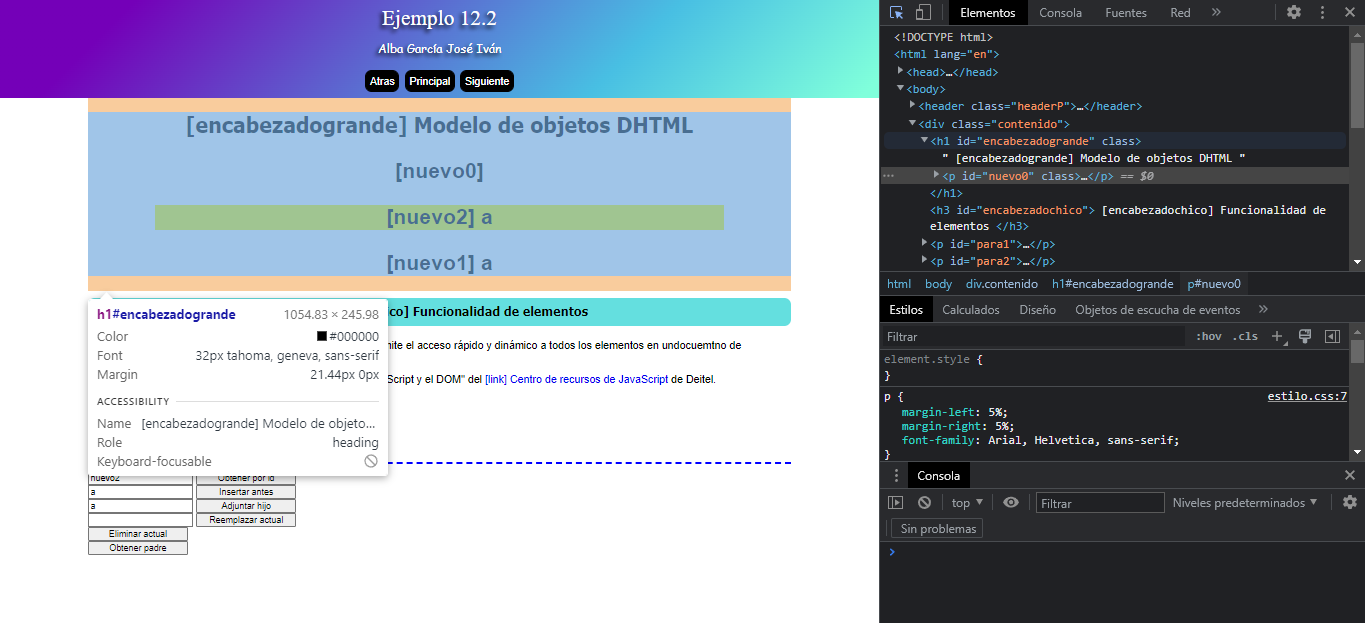 Ejemplo 12.2
Alba García José Iván
Atras Principal Siguiente
[encabezadogrande] Modelo de objetos DHTML
[nuevo0]
[nuevo2] a
[nuevo1] a
h1#encabezadogrande 1054.83 × 245.98
Color #000000
Font 32px tahoma, geneva, sans-serif
Margin 21.44px 0px
ACCESSIBILITY
Name [encabezadogrande] Modelo de objeto...
Role heading
Keyboard-focusable
co] Funcionalidad de elementos
ite el acceso rápido y dinámico a todos los elementos en undocuemtno de
Script y el DOM" del [link] Centro de recursos de JavaScript de Deitel.
nuevo2 Obtener por id
a Insertar antes
a Adjuntar hijo
Reemplazar actual
Eliminar actual
Obtener padre
Elementos Consola Fuentes Red »
<!DOCTYPE html>
<html lang="en">
<head>…</head>
<body>
<header class="headerP">…</header>
<div class="contenido">
<h1 id="encabezadogrande" class>
" [encabezadogrande] Modelo de objetos DHTML "
<p id="nuevo0" class>…</p> == $0
</h1>
<h3 id="encabezadochico"> [encabezadochico] Funcionalidad de
elementos </h3>
<p id="para1">…</p>
<p id="para2">…</p>
html body div.contenido h1#encabezadogrande p#nuevo0
Estilos Calculados Diseño Objetos de escucha de eventos »
Filtrar :hov .cls
element.style {
}
p { estilo.css:7
margin-left: 5%;
margin-right: 5%;
font-family: Arial, Helvetica, sans-serif;
}
Consola
top Filtrar Niveles predeterminados
Sin problemas